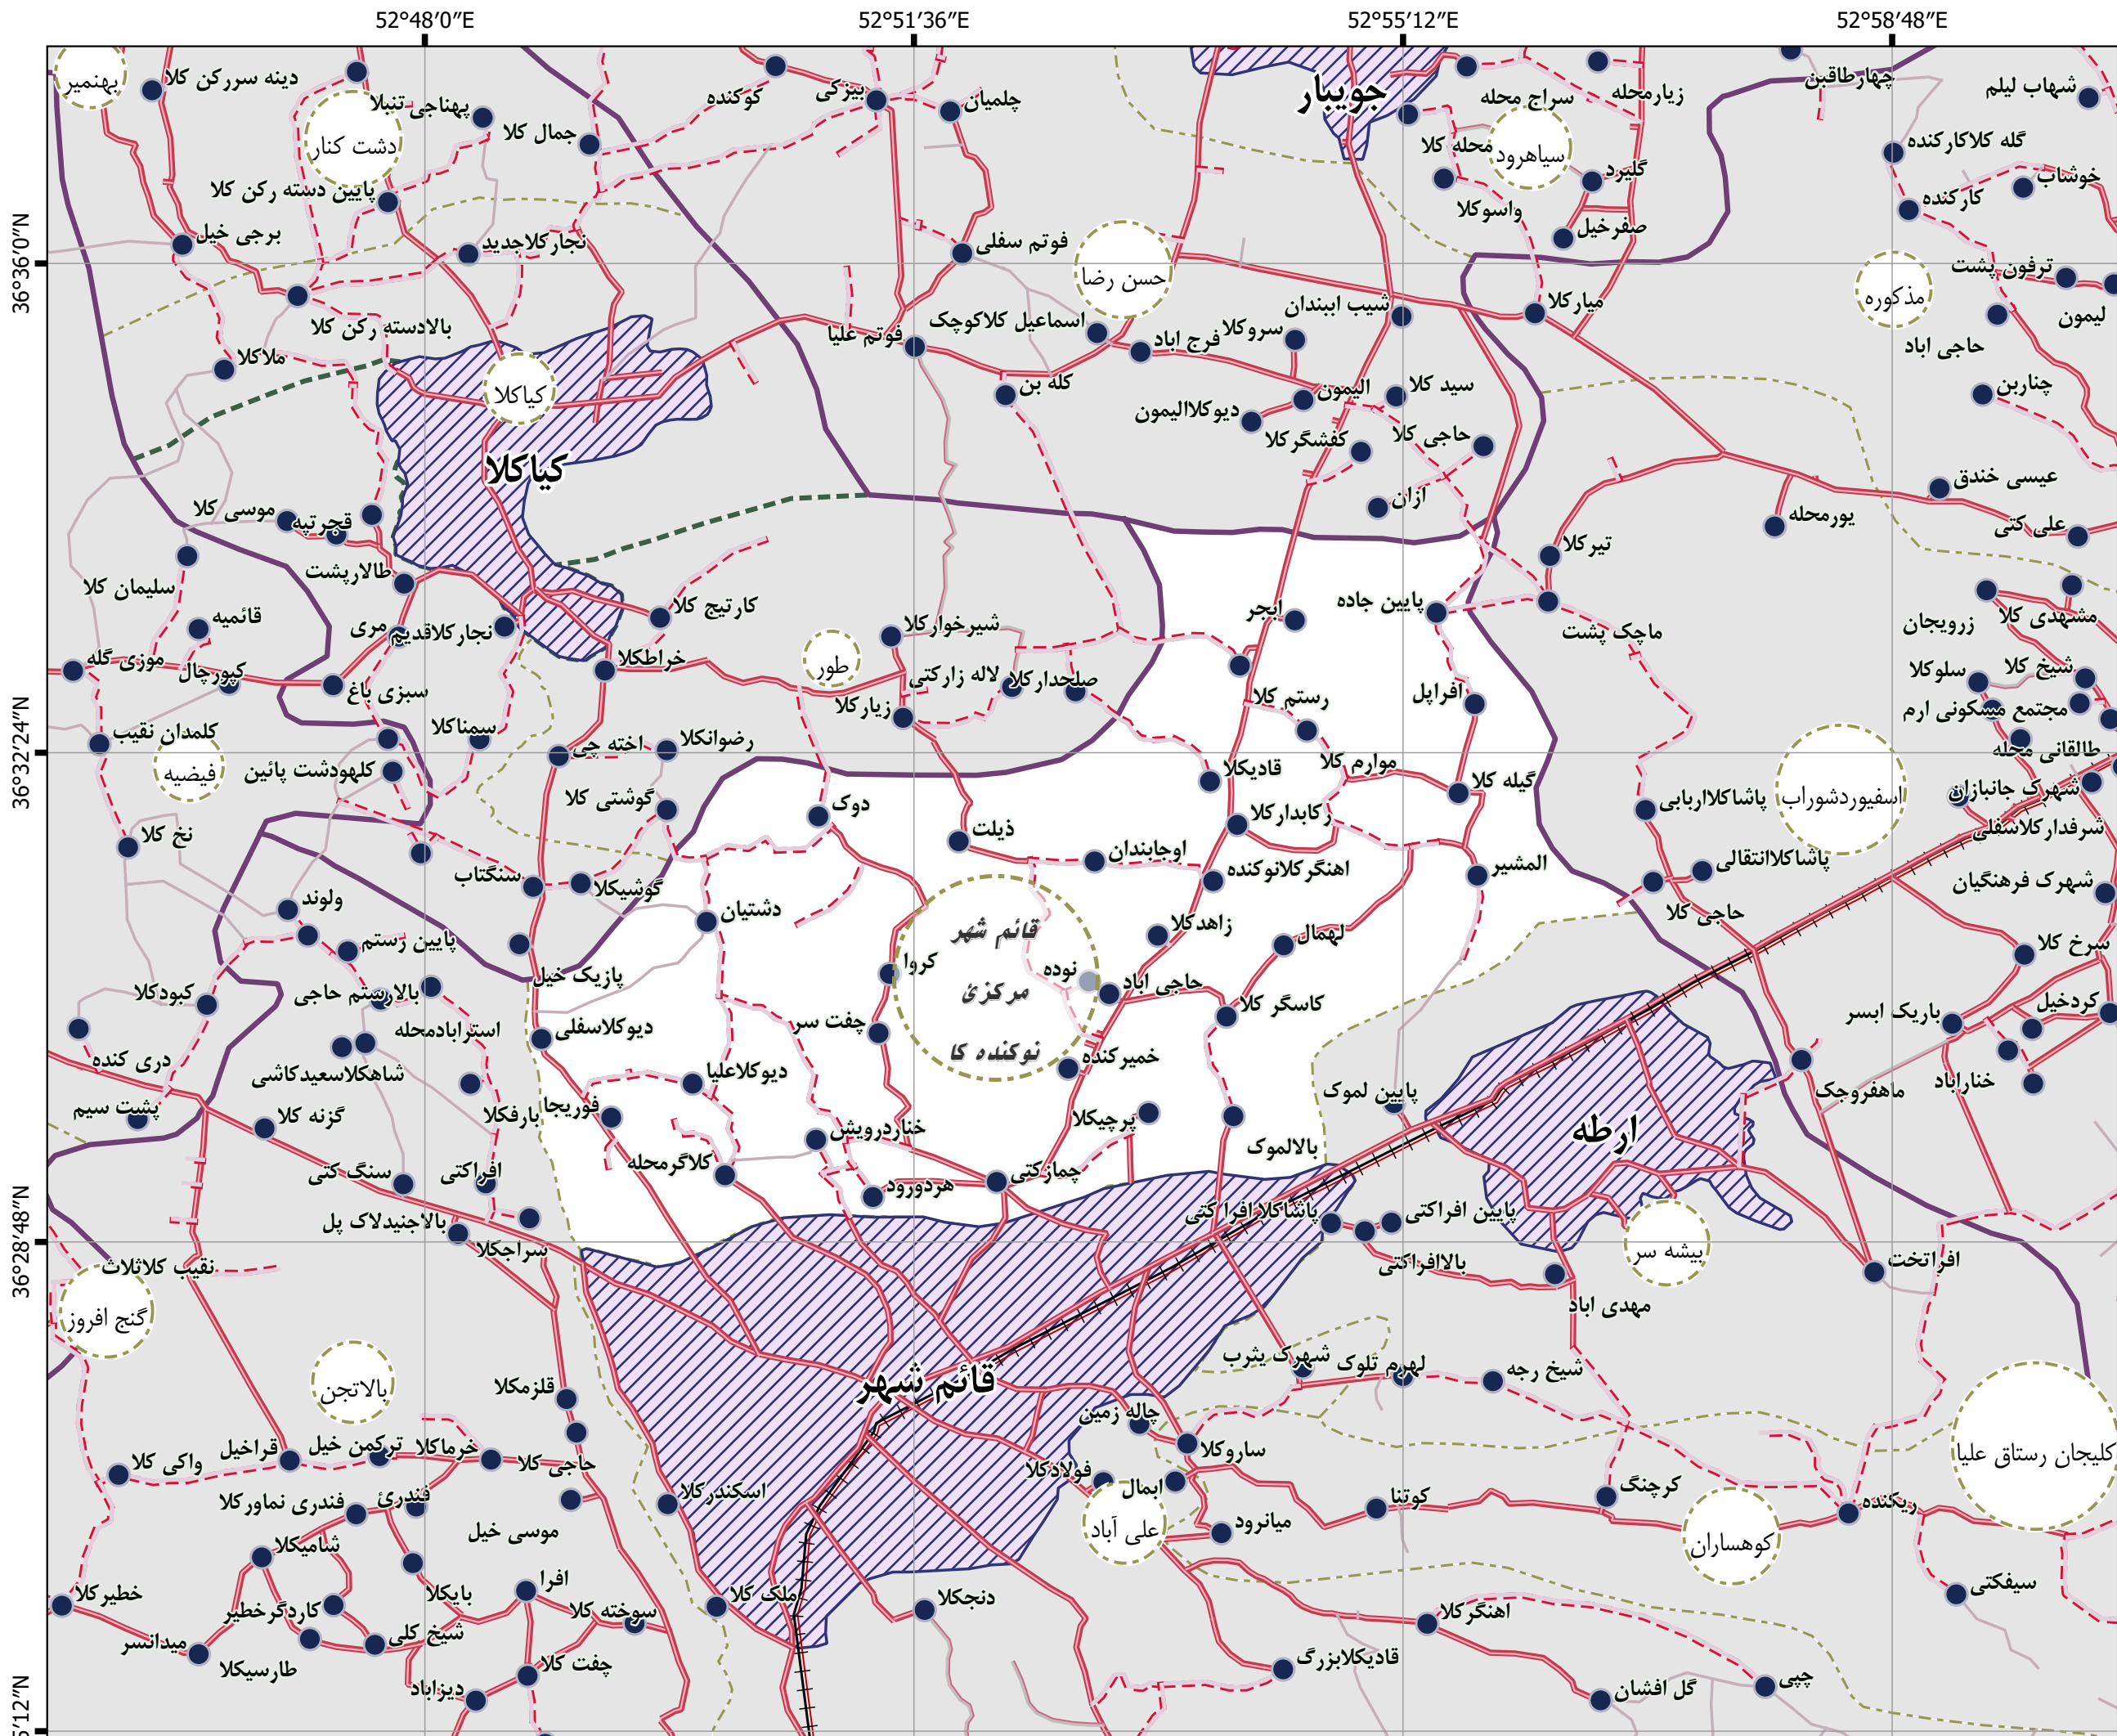 52°48′0″E
52°51′36″E
52°55′12″E
52°58′48″E
36°36′0″N
36°32′24″N
36°28′48″N
بهنمیر
دینه سررکن کلا
دشت کنار
پهناجی تنبلا
جمال کلا
کوکنده
بیزکی
چلمیان
جویبار
سراج محله
زیارمحله
چهارطاقبن
شهاب لیلم
پایین دسته رکن کلا
محله کلا
سیاهرود
گلیرد
گله کلاکارکنده
خوشاب
کارکنده
برجی خیل
نجارکلاجدید
فوتم سفلی
حسن رضا
واسوکلا
صفرخیل
ترفون پشت
مذکوره
بالادسته رکن کلا
فوتم علیا
اسماعیل کلاکوچک
فرج اباد
سروکلا
شیب ابیندان
میارکلا
لیمون
حاجی اباد
ملاکلا
کیاکلا
کله بن
دیوکلاالیمون
الیمون
سید کلا
چناربن
کیاکلا
کفشگرکلا
حاجی کلا
عیسی خندق
موسی کلا
قجرتپه
ازان
یورمحله
علی کتی
سلیمان کلا
طالارپشت
تیرکلا
قائمیه
مری
نجارکلاقدیم
کارتیج کلا
شیرخوارکلا
ابجر
پایین جاده
ماچک پشت
مشهدی کلا
زرویجان
موزی گله
کپورچال
سبزی باغ
خراطکلا
طور
لاله زارکتی
صلحدارکلا
زیارکلا
رستم کلا
افراپل
شیخ کلا
سلوکلا
مجتمع مسکونی ارم
کلمدان نقیب
سمناکلا
اخته چی
رضوانکلا
طالقانی محله
فیضیه
کلهودشت پائین
گوشتی کلا
دوک
قادیکلا
موارم کلا
گیله کلا
پاشاکلااربابی
اسفیوردشوراب
شهرک جانبازان
نخ کلا
ذیلت
رکابدارکلا
شرفدارکلاسفلی
سنگتاب
گوشیکلا
اوجابندان
اهنگرکلانوکنده
المشیر
پاشاکلاانتقالی
شهرک فرهنگیان
ولوند
دشتیان
قائم شهر
مرکزئ
نوکنده کا
زاهدکلا
لهمال
حاجی کلا
پایین رستم
سرخ کلا
پازیک خیل
کروا
نوده
حاجی اباد
کبودکلا
بالارستم حاجی
کاسگر کلا
کردخیل
استرابادمحله
دیوکلاسفلی
چفت سر
باریک ابسر
دری کنده
شاهکلاسعیدکاشی
دیوکلاعلیا
خمیرکنده
پایین لموک
ماهفروجک
خناراباد
پشت سیم
گزنه کلا
بارفکلا
فوریجا
خناردرویش
پرچیکلا
ارطه
بالالموک
سنگ کتی
افراکتی
کلاگرمحله
هردورود
چمازکتی
بالاجنیدلاک پل
سراجکلا
پاشاکلا افراکتی
پایین افراکتی
بیشه سر
نقیب کلاثلاث
بالاافراکتی
افراتخت
گنج افروز
مهدی اباد
بالاتجن
قلزمکلا
قائم شهر
شهرک یثرب
لهرم تلوک
شیخ رجه
چاله زمین
کلیجان رستاق علیا
واکی کلا
قراخیل
ترکمن خیل
خرماکلا
حاجی کلا
ساروکلا
فولادکلا
ابمال
فندری نماورکلا
فندرئ
اسکندرکلا
کوتنا
کرچنگ
ریکنده
موسی خیل
علی آباد
میانرود
کوهساران
شامیکلا
خطیرکلا
بایکلا
افرا
ملک کلا
دنجکلا
سیفکتی
کاردگرخطیر
سوخته کلا
اهنگرکلا
میدانسر
شیخ کلی
طارسیکلا
چفت کلا
قادیکلابزرگ
دیزاباد
گل افشان
چپی